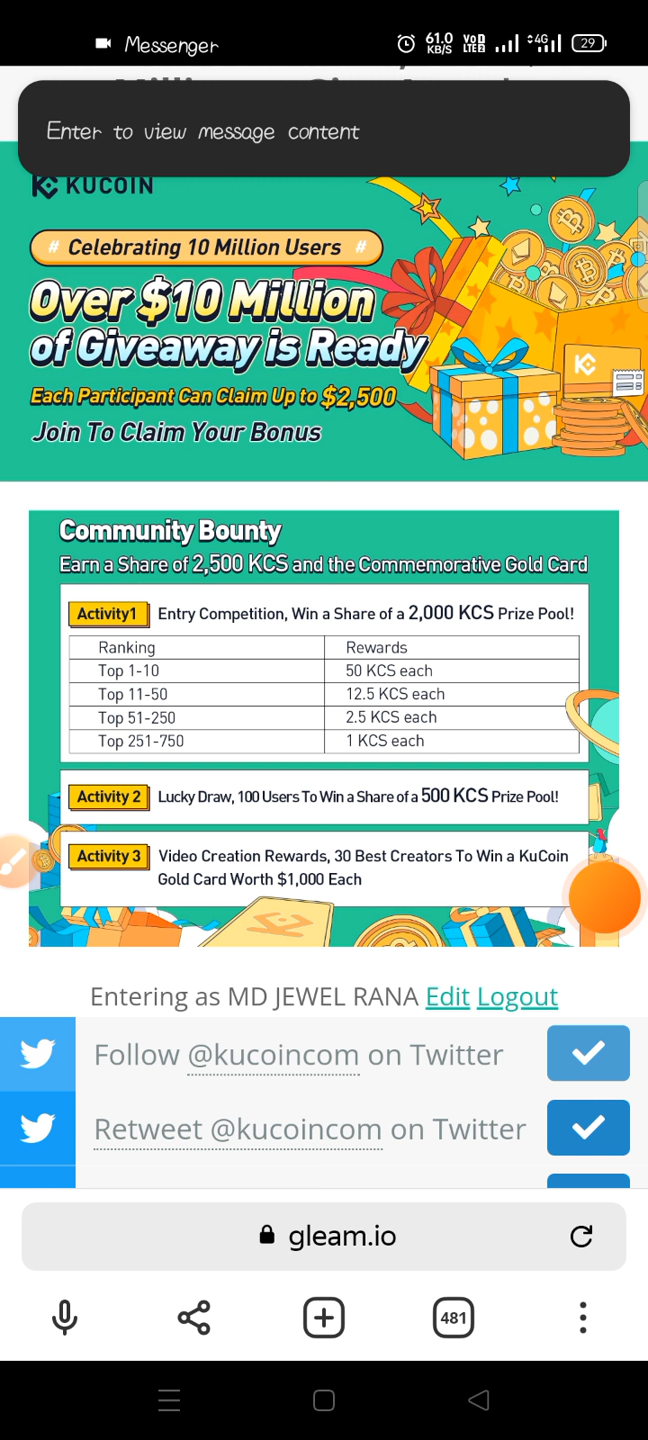 Messenger
61.0 KB/S VoD LTE2 4G 29
Enter to view message content
KUCOIN
# Celebrating 10 Million Users #
Over $10 Million
of Giveaway is Ready
Each Participant Can Claim Up to $2,500
Join To Claim Your Bonus
Community Bounty
Earn a Share of 2,500 KCS and the Commemorative Gold Card
Activity1 Entry Competition, Win a Share of a 2,000 KCS Prize Pool!
Ranking Rewards
Top 1-10 50 KCS each
Top 11-50 12.5 KCS each
Top 51-250 2.5 KCS each
Top 251-750 1 KCS each
Activity 2 Lucky Draw, 100 Users To Win a Share of a 500 KCS Prize Pool!
Activity 3 Video Creation Rewards, 30 Best Creators To Win a KuCoin
Gold Card Worth $1,000 Each
Entering as MD JEWEL RANA Edit Logout
Follow @kucoincom on Twitter
Retweet @kucoincom on Twitter
gleam.io
481